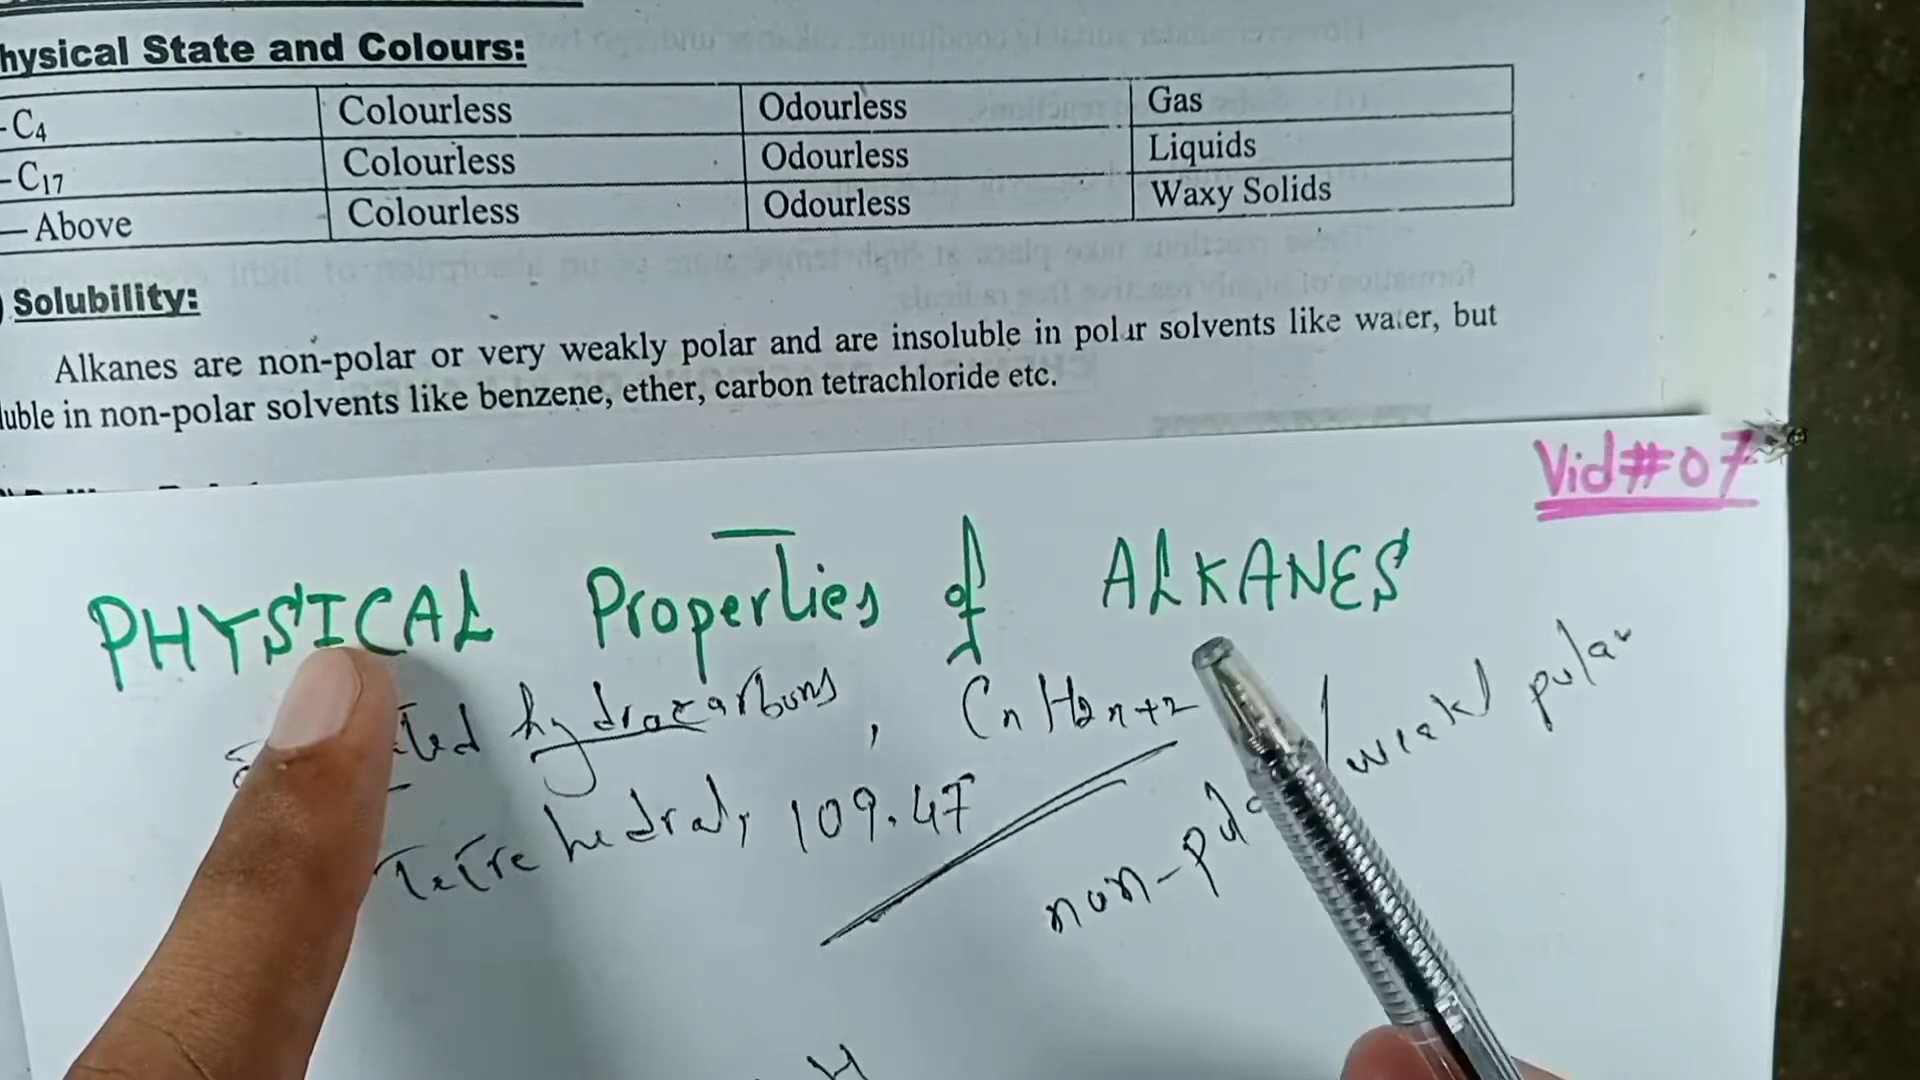 hysical State and Colours:
-C4 Colourless Odourless Gas
-C17 Colourless Odourless Liquids
— Above Colourless Odourless Waxy Solids
) Solubility:
Alkanes are non-polar or very weakly polar and are insoluble in polar solvents like water, but
luble in non-polar solvents like benzene, ether, carbon tetrachloride etc.
Vid#07
PHYSICAL Properties of ALKANES
ted hydrocarbons, CnH2n+2
Tetrahedral, 109.47
non-pola / weakl polar
H